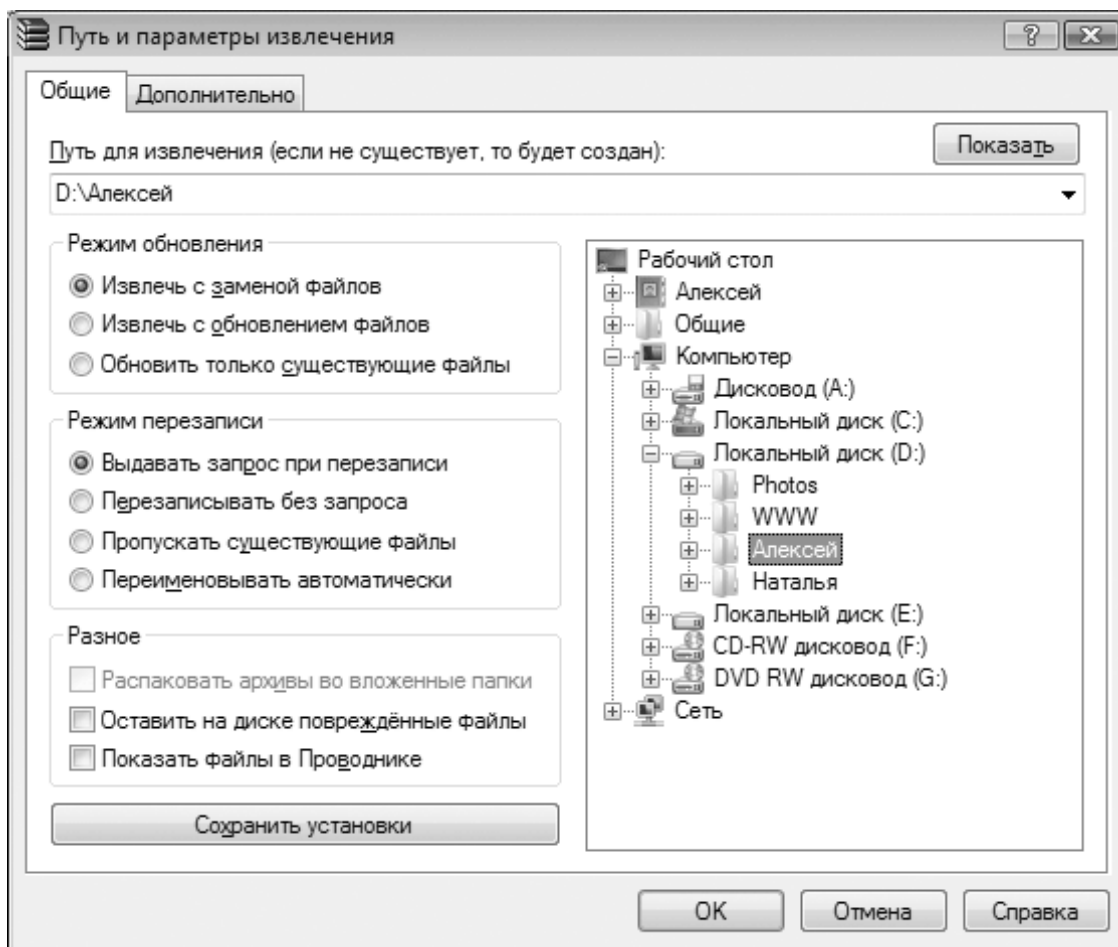 Путь и параметры извлечения
Общие
Дополнительно
Путь для извлечения (если не существует, то будет создан):
Показать
D:\Алексей
Режим обновления
Извлечь с заменой файлов
Извлечь с обновлением файлов
Обновить только существующие файлы
Режим перезаписи
Выдавать запрос при перезаписи
Перезаписывать без запроса
Пропускать существующие файлы
Переименовывать автоматически
Разное
Распаковать архивы во вложенные папки
Оставить на диске повреждённые файлы
Показать файлы в Проводнике
Сохранить установки
Рабочий стол
Алексей
Общие
Компьютер
Дисковод (A:)
Локальный диск (C:)
Локальный диск (D:)
Photos
WWW
Алексей
Наталья
Локальный диск (E:)
CD-RW дисковод (F:)
DVD RW дисковод (G:)
Сеть
OK
Отмена
Справка